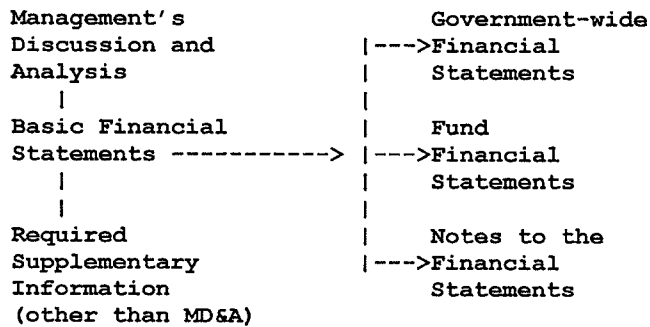 Management's                      Government-wide
Discussion and               |--->Financial
Analysis                     |    Statements
    |                        |
Basic Financial              |    Fund
Statements ------------>     |--->Financial
    |                        |    Statements
    |                        |
Required                     |    Notes to the
Supplementary                |--->Financial
Information                       Statements
(other than MD&A)